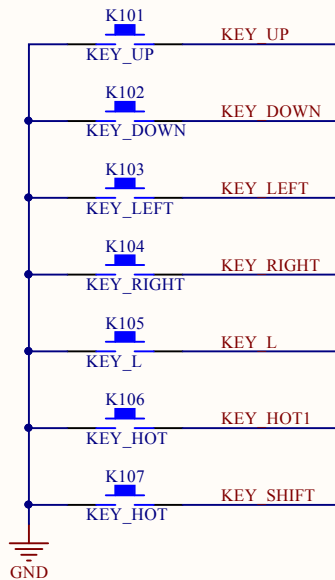 K101
KEY_UP
KEY_UP
K102
KEY_DOWN
KEY_DOWN
K103
KEY_LEFT
KEY_LEFT
K104
KEY_RIGHT
KEY_RIGHT
K105
KEY_L
KEY_L
K106
KEY_HOT1
KEY_HOT
K107
KEY_SHIFT
KEY_HOT
GND